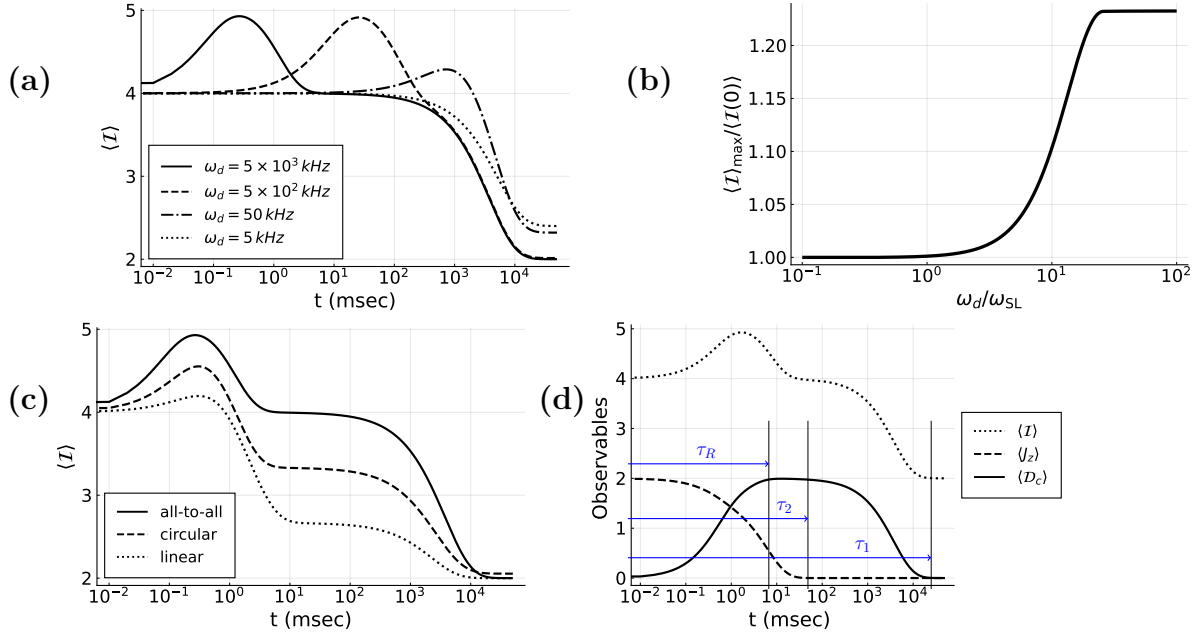 (a)
5
4
3
2
⟨I⟩
ω_d = 5 × 10^3 kHz
ω_d = 5 × 10^2 kHz
ω_d = 50 kHz
ω_d = 5 kHz
10^−2 10^−1 10^0 10^1 10^2 10^3 10^4
t (msec)
(b)
1.20
1.15
1.10
1.05
1.00
⟨I⟩_max/⟨I(0)⟩
10^−1 10^0 10^1 10^2
ω_d/ω_SL
(c)
5
4
3
2
⟨I⟩
all-to-all
circular
linear
10^−2 10^−1 10^0 10^1 10^2 10^3 10^4
t (msec)
(d)
5
4
3
2
1
0
Observables
τ_R
τ_2
τ_1
10^−2 10^−1 10^0 10^1 10^2 10^3 10^4
t (msec)
⟨I⟩
⟨J_z⟩
⟨D_c⟩